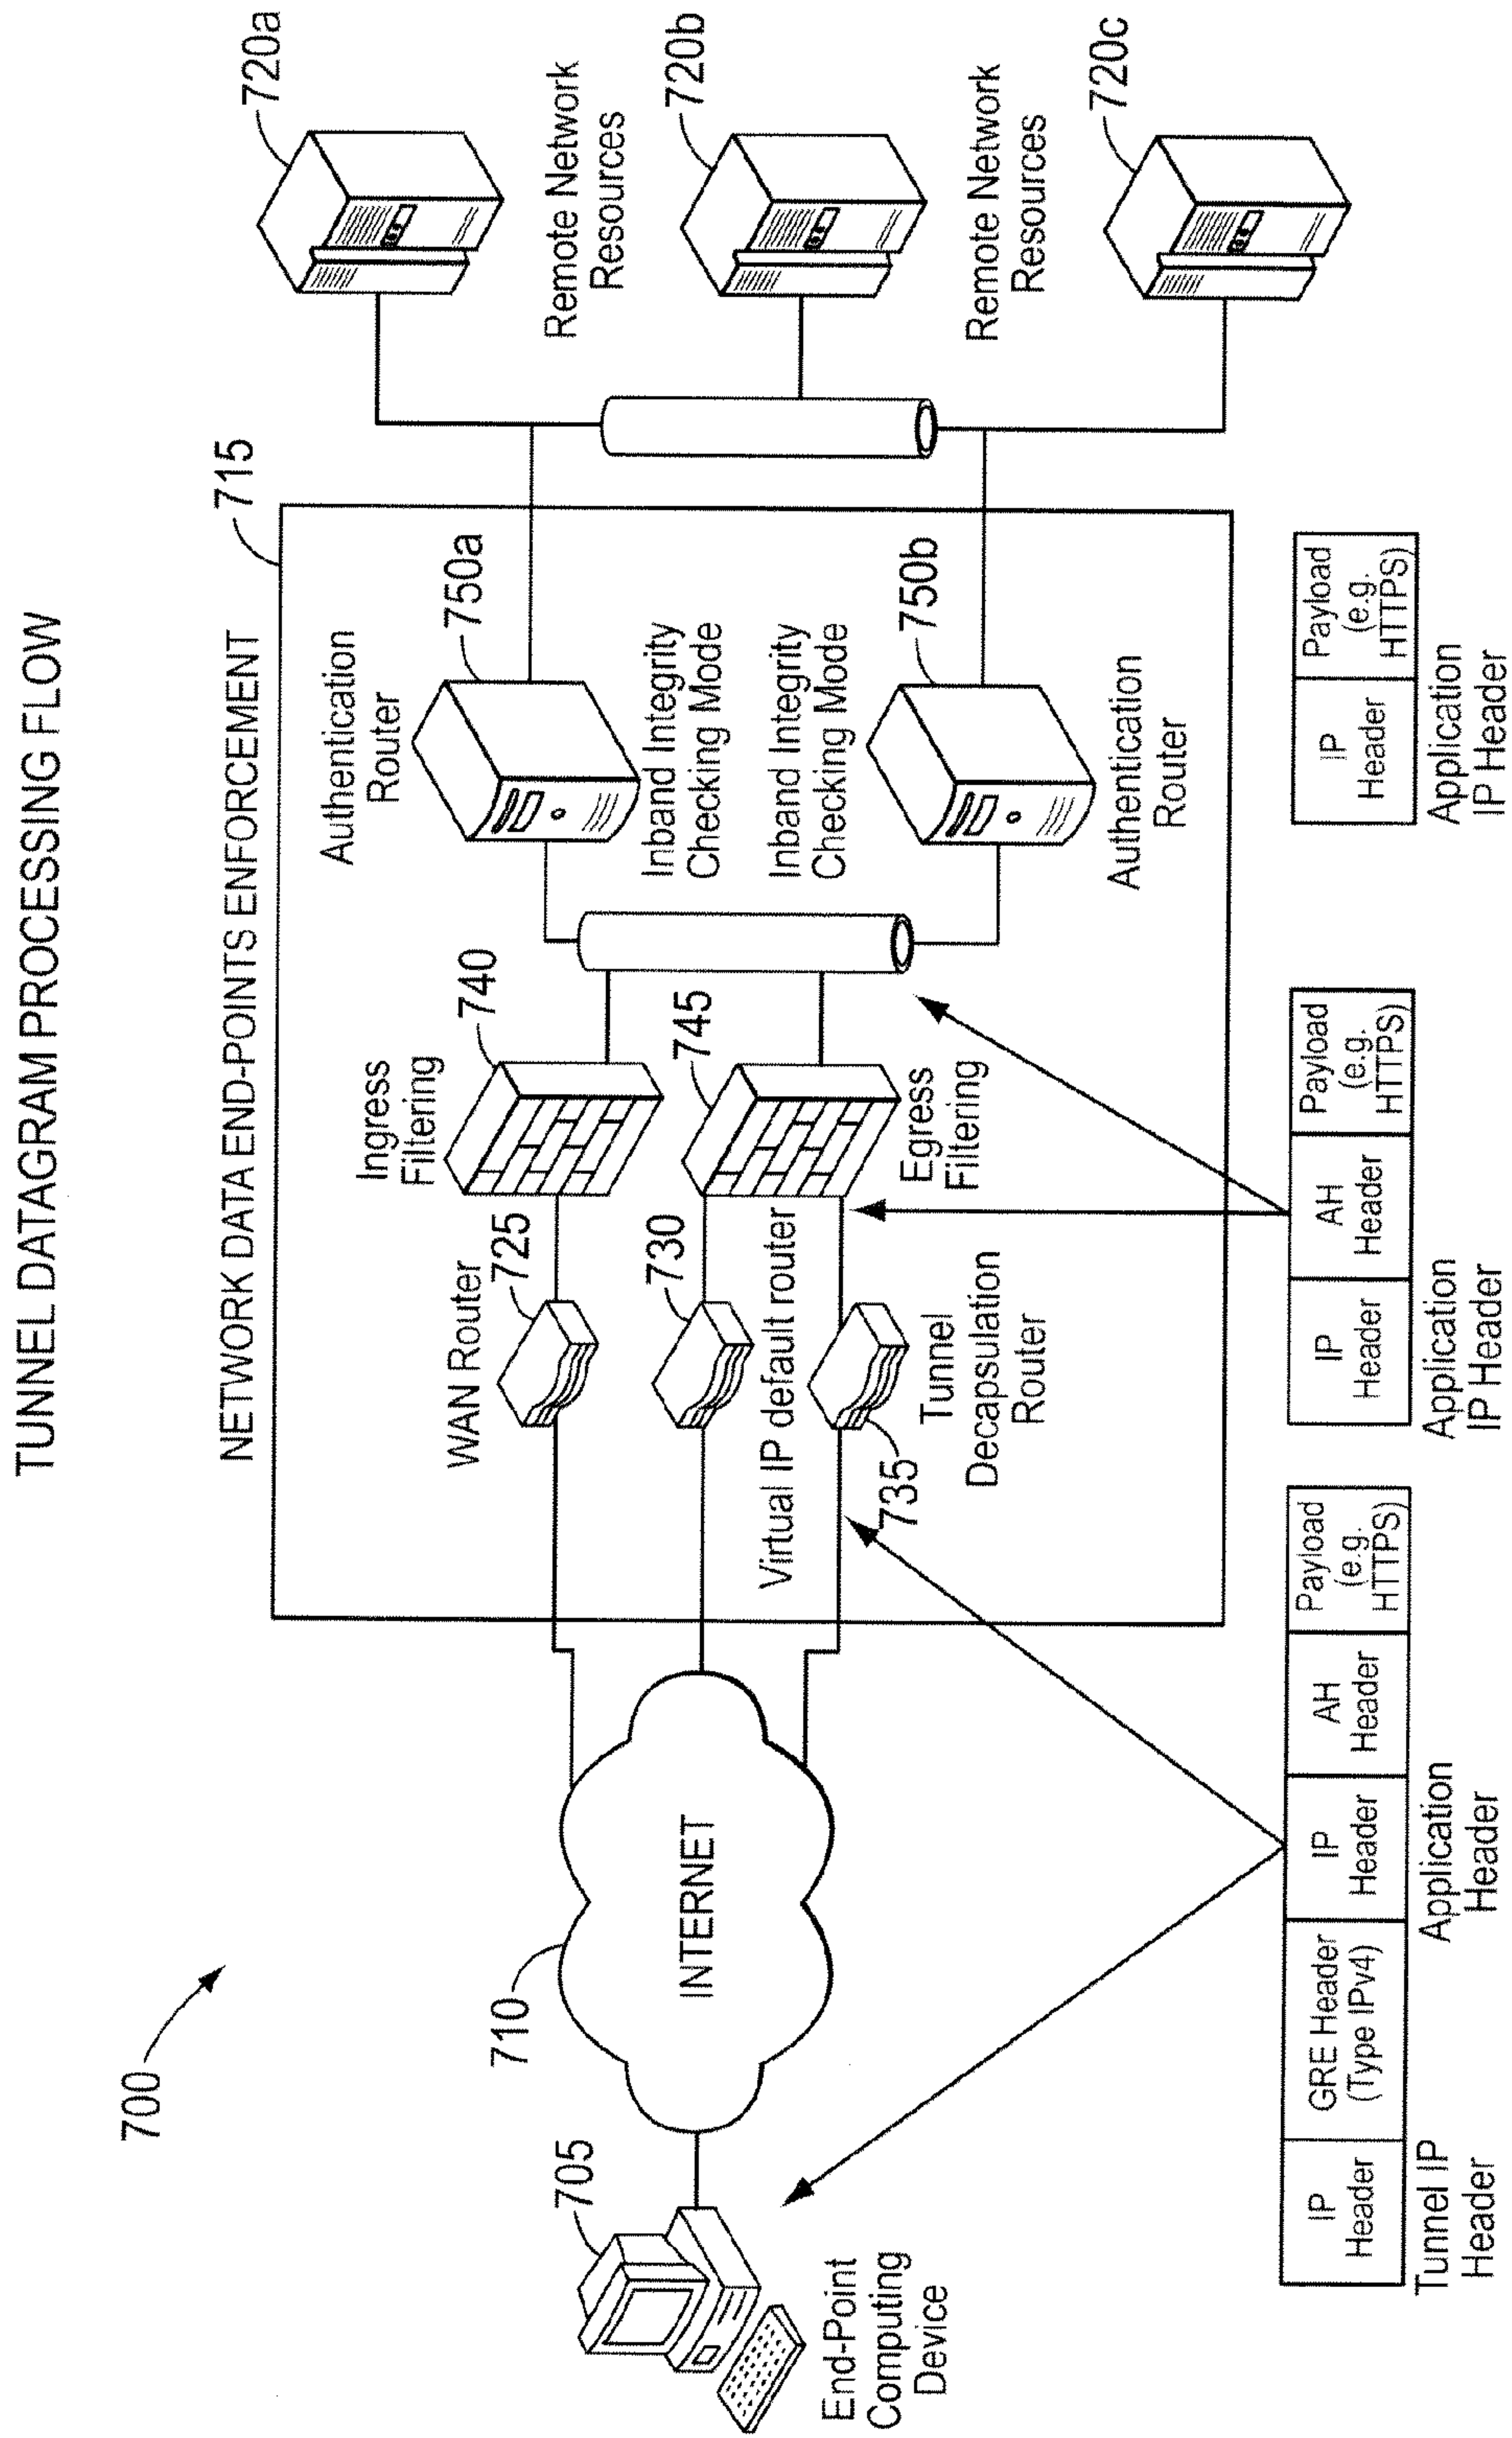 TUNNEL DATAGRAM PROCESSING FLOW
700
NETWORK DATA END-POINTS ENFORCEMENT
715
705
End-Point
Computing
Device
710
INTERNET
WAN Router
725
730
Virtual IP default router
735
Tunnel
Decapsulation
Router
Ingress
Filtering
740
745
Egress
Filtering
Authentication
Router
750a
Inband Integrity
Checking Mode
Inband Integrity
Checking Mode
750b
Authentication
Router
720a
Remote Network
Resources
720b
Remote Network
Resources
720c
IP
Header
GRE Header
(Type IPv4)
IP
Header
AH
Header
Payload
(e.g.
HTTPS)
Tunnel IP
Header
Application
Header
IP
Header
AH
Header
Payload
(e.g.
HTTPS)
Application
IP Header
IP
Header
Payload
(e.g.
HTTPS)
Application
IP Header